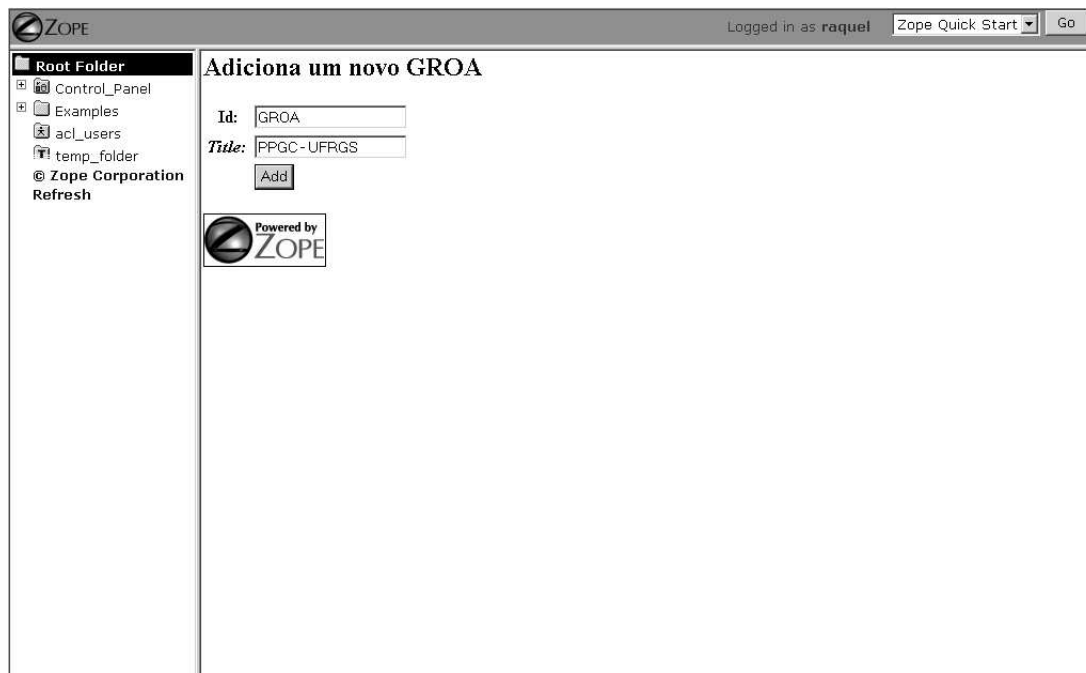 ZOPE
Logged in as raquel
Zope Quick Start
Go
Root Folder
Control_Panel
Examples
acl_users
temp_folder
© Zope Corporation
Refresh
Adiciona um novo GROA
Id: GROA
Title: PPGC-UFRGS
Add
Powered by
ZOPE